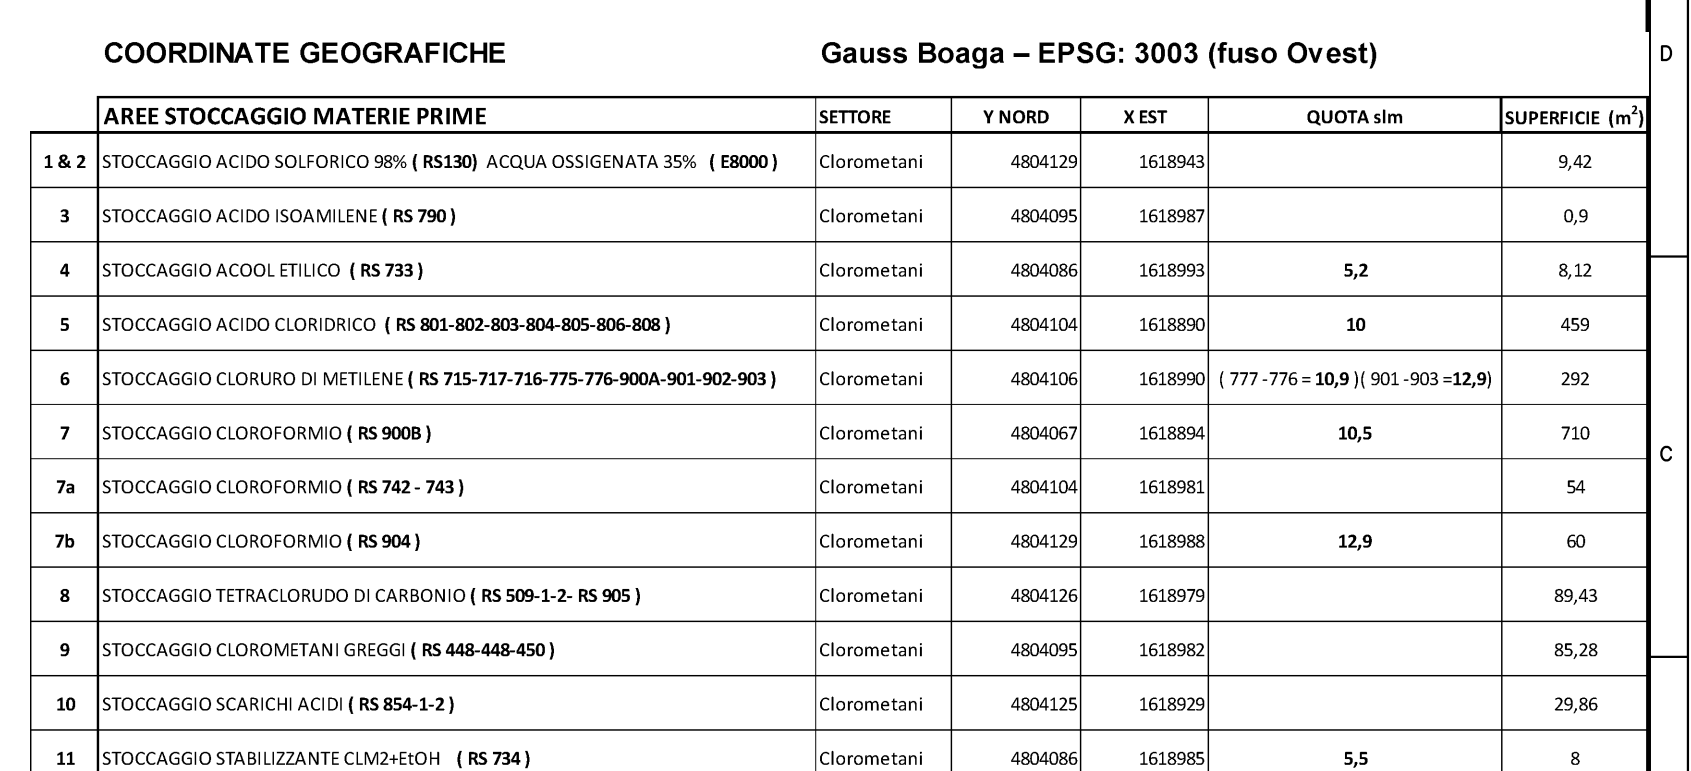 COORDINATE GEOGRAFICHE Gauss Boaga – EPSG: 3003 (fuso Ovest) D
AREE STOCCAGGIO MATERIE PRIME SETTORE Y NORD X EST QUOTA slm SUPERFICIE (m2)
1 & 2 STOCCAGGIO ACIDO SOLFORICO 98% ( RS130) ACQUA OSSIGENATA 35% ( E8000 ) Clorometani 4804129 1618943 9,42
3 STOCCAGGIO ACIDO ISOAMILENE ( RS 790 ) Clorometani 4804095 1618987 0,9
4 STOCCAGGIO ACOOL ETILICO ( RS 733 ) Clorometani 4804086 1618993 5,2 8,12
5 STOCCAGGIO ACIDO CLORIDRICO ( RS 801-802-803-804-805-806-808 ) Clorometani 4804104 1618890 10 459
6 STOCCAGGIO CLORURO DI METILENE ( RS 715-717-716-775-776-900A-901-902-903 ) Clorometani 4804106 1618990 ( 777 -776 = 10,9 )( 901 -903 =12,9) 292
7 STOCCAGGIO CLOROFORMIO ( RS 900B ) Clorometani 4804067 1618894 10,5 710
C
7a STOCCAGGIO CLOROFORMIO ( RS 742 - 743 ) Clorometani 4804104 1618981 54
7b STOCCAGGIO CLOROFORMIO ( RS 904 ) Clorometani 4804129 1618988 12,9 60
8 STOCCAGGIO TETRACLORUDO DI CARBONIO ( RS 509-1-2- RS 905 ) Clorometani 4804126 1618979 89,43
9 STOCCAGGIO CLOROMETANI GREGGI ( RS 448-448-450 ) Clorometani 4804095 1618982 85,28
10 STOCCAGGIO SCARICHI ACIDI ( RS 854-1-2 ) Clorometani 4804125 1618929 29,86
11 STOCCAGGIO STABILIZZANTE CLM2+EtOH ( RS 734 ) Clorometani 4804086 1618985 5,5 8